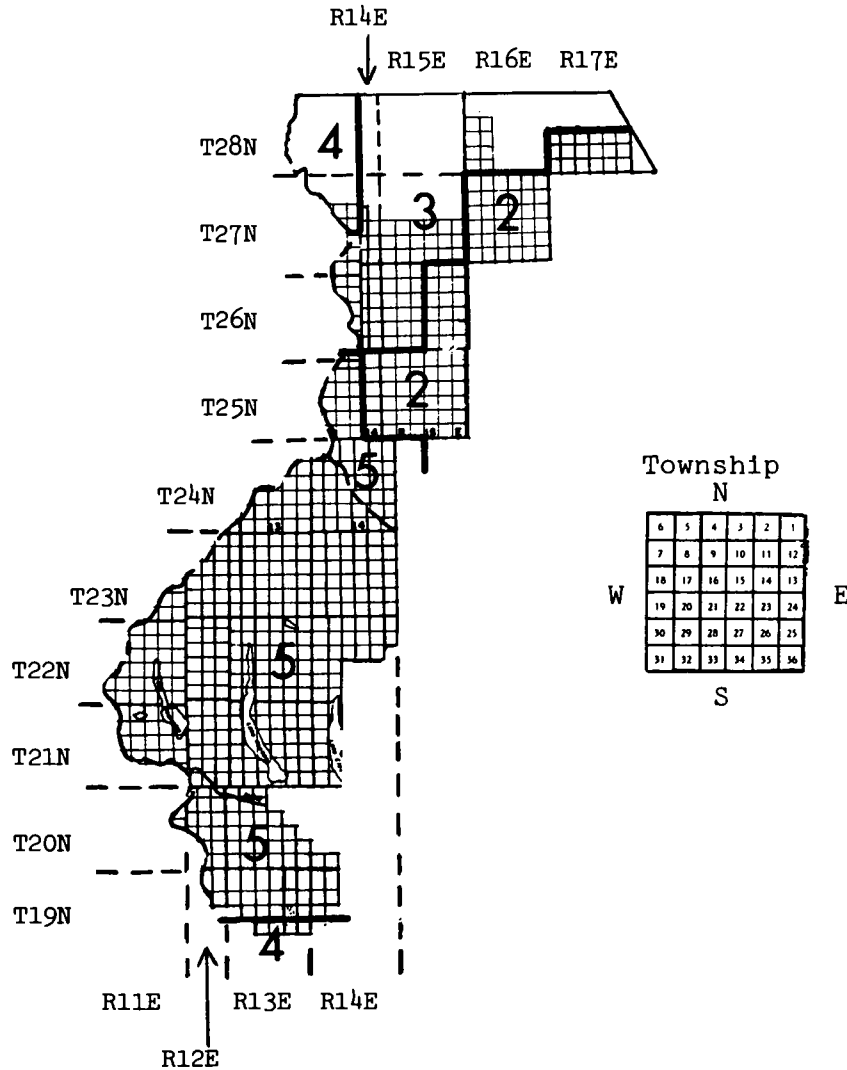 R14E
R15E R16E R17E
T28N
4
3
2
T27N
T26N
2
T25N
5
T24N
13
14
T23N
5
T22N
T21N
T20N
5
T19N
4
R11E R13E R14E
R12E
Township
N
6 5 4 3 2 1
7 8 9 10 11 12
W 18 17 16 15 14 13 E
19 20 21 22 23 24
30 29 28 27 26 25
31 32 33 34 35 36
S